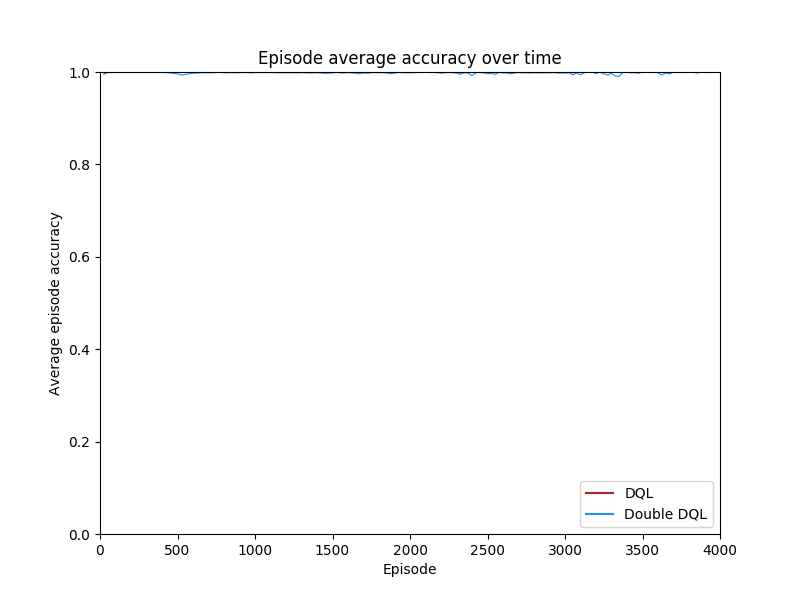 Episode average accuracy over time
1.0
0.8
0.6
0.4
0.2
0.0
Average episode accuracy
0 500 1000 1500 2000 2500 3000 3500 4000
Episode
DQL
Double DQL